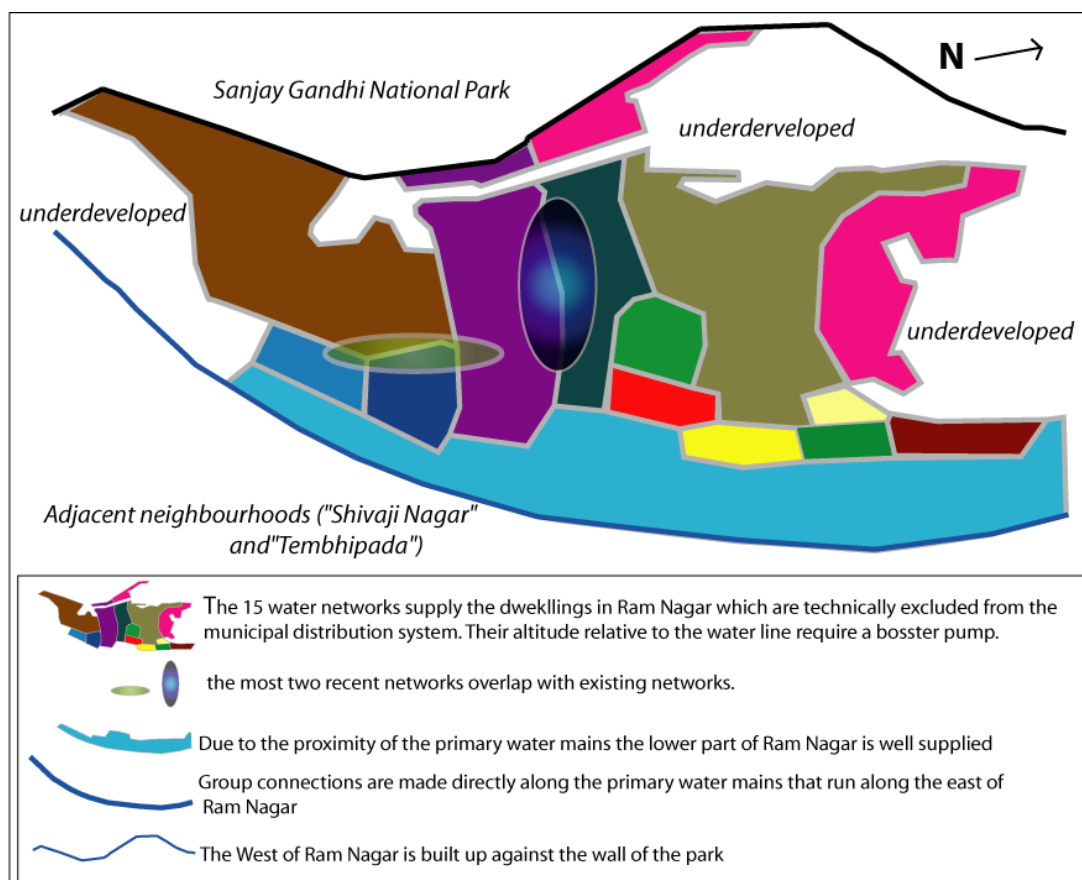 N
Sanjay Gandhi National Park
underderveloped
underdeveloped
underdeveloped
Adjacent neighbourhoods ("Shivaji Nagar"
and"Tembhipada")
The 15 water networks supply the dwekllings in Ram Nagar which are technically excluded from the
municipal distribution system. Their altitude relative to the water line require a bosster pump.
the most two recent networks overlap with existing networks.
Due to the proximity of the primary water mains the lower part of Ram Nagar is well supplied
Group connections are made directly along the primary water mains that run along the east of
Ram Nagar
The West of Ram Nagar is built up against the wall of the park